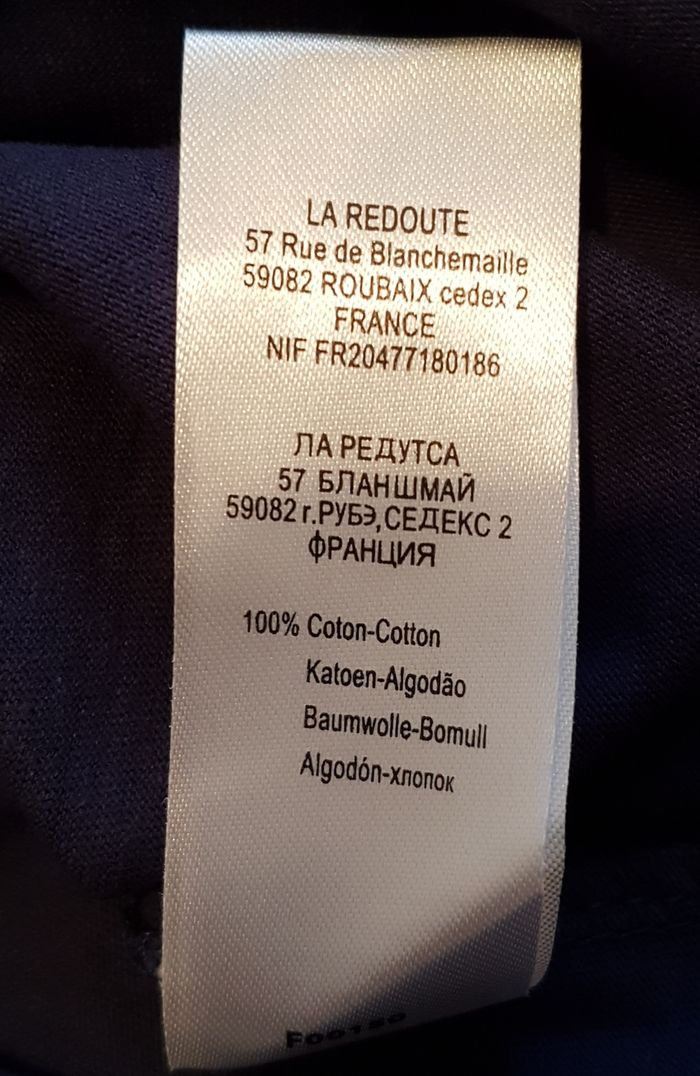 LA REDOUTE
57 Rue de Blanchemaille
59082 ROUBAIX cedex 2
FRANCE
NIF FR20477180186
ЛА РЕДУТСА
57 БЛАНШМАЙ
59082 г.РУБЭ,СЕДЕКС 2
ФРАНЦИЯ
100% Coton-Cotton
Katoen-Algodão
Baumwolle-Bomull
Algodón-хлопок